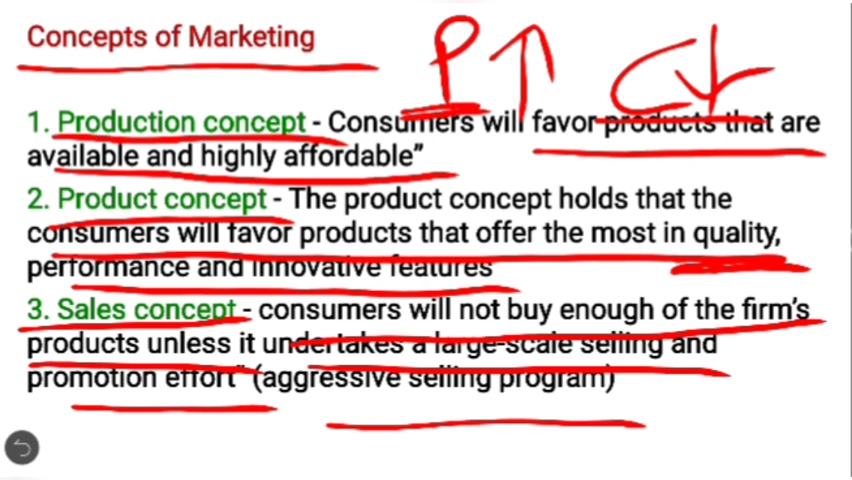 Concepts of Marketing
P↑ C↓
1. Production concept - Consumers will favor products that are
available and highly affordable”
2. Product concept - The product concept holds that the
consumers will favor products that offer the most in quality,
performance and innovative features
3. Sales concept - consumers will not buy enough of the firm’s
products unless it undertakes a large-scale selling and
promotion effort” (aggressive selling program)